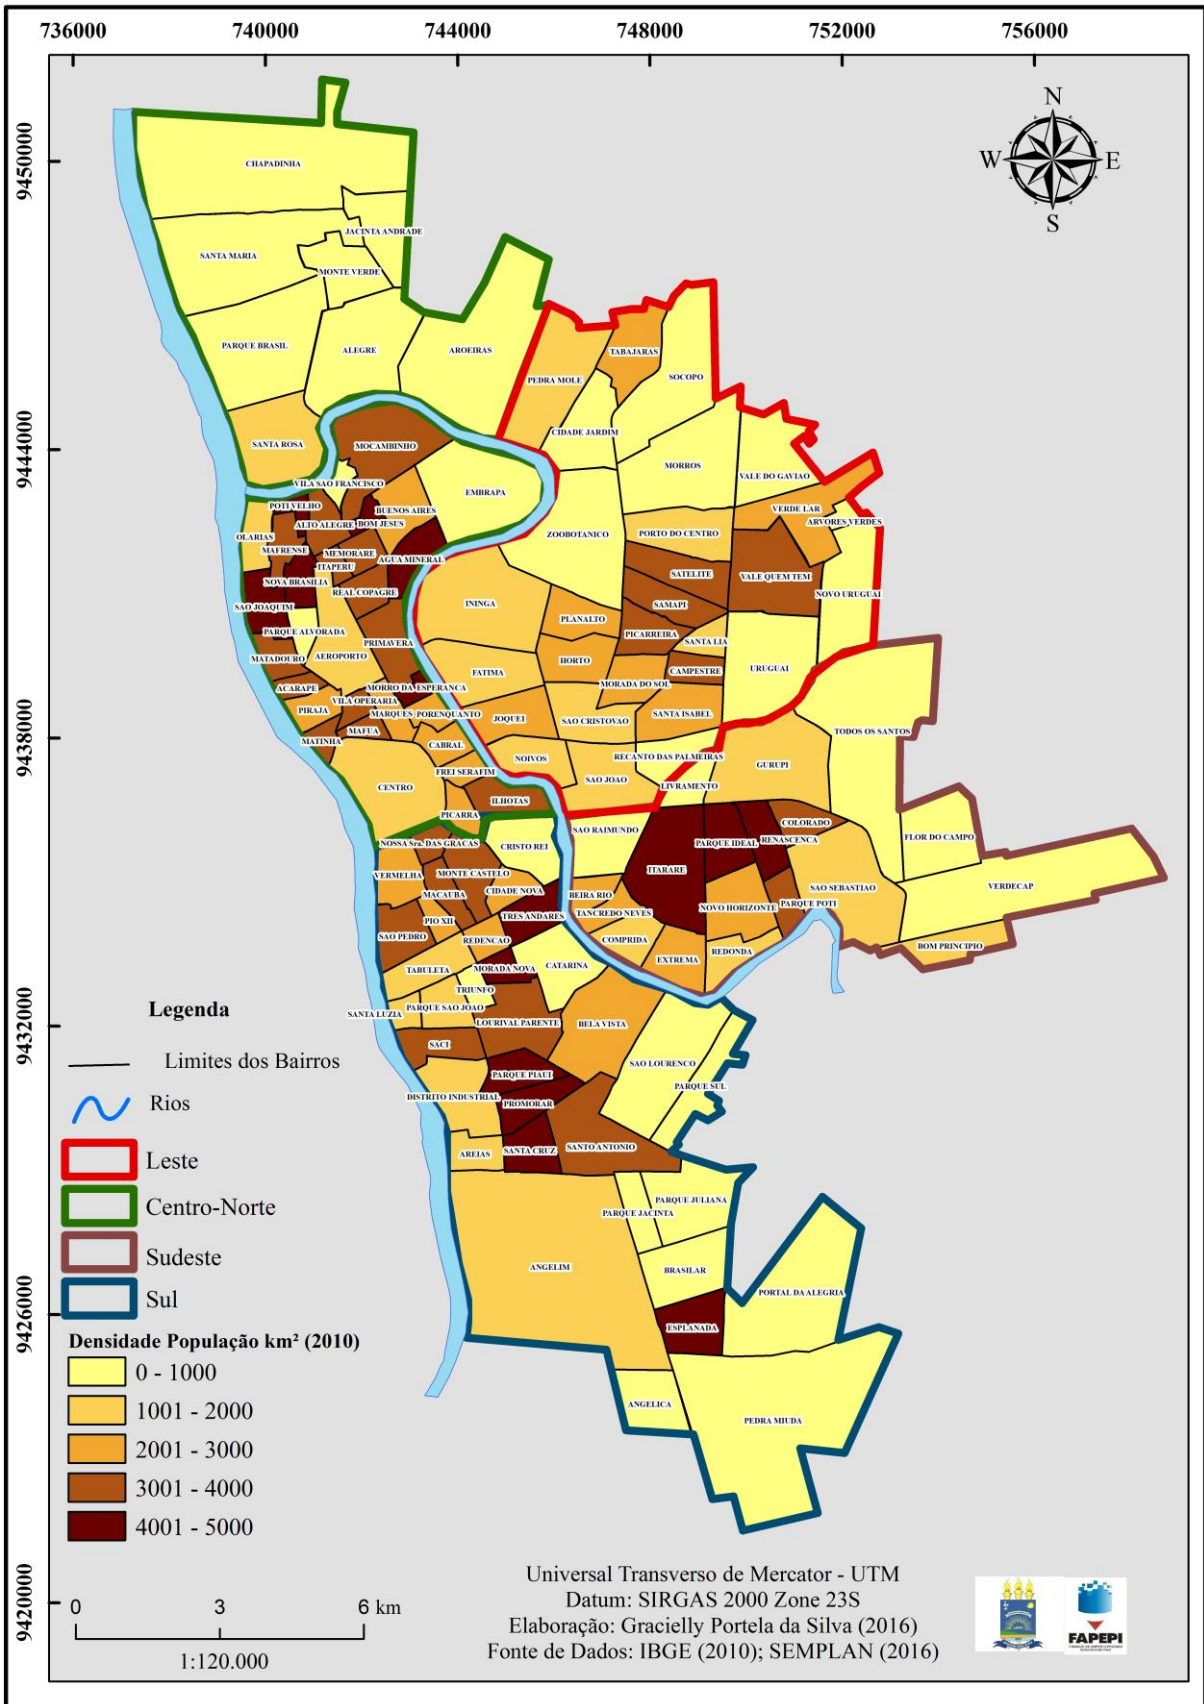 736000
740000
744000
748000
752000
756000
9450000
9444000
9438000
9432000
9426000
9420000
N
W
E
S
CHAPADINHA
JACINTA ANDRADE
SANTA MARIA
MONTE VERDE
PARQUE BRASIL
ALEGRE
AROEIRAS
TABAJARAS
PEDRA MOLE
SOCOPO
CIDADE JARDIM
SANTA ROSA
MOCAMBINHO
MORROS
VALE DO GAVIAO
VILA SAO FRANCISCO
EMBRAPA
POTI VELHO
BUENOS AIRES
VERDE LAR
ALTO ALEGRE
BOM JESUS
ARVORES VERDES
OLARIAS
ZOOBOTANICO
PORTO DO CENTRO
MAFRENSE
MEMORARE
AGUA MINERAL
ITAPERU
SATELITE
VALE QUEM TEM
NOVA BRASILIA
REAL COPAGRE
NOVO URUGUAI
SAO JOAQUIM
ININGA
SAMAPI
PLANALTO
PARQUE ALVORADA
PICARREIRA
PRIMAVERA
SANTA LIA
MATADOURO
AEROPORTO
HORTO
FATIMA
CAMPESTRE
URUGUAI
ACARAPE
MORRO DA ESPERANCA
MORADA DO SOL
VILA OPERARIA
PIRAJA
MARQUES
PORENQUANTO
JOQUEI
SAO CRISTOVAO
SANTA ISABEL
MAFUA
TODOS OS SANTOS
MATINHA
CABRAL
NOIVOS
RECANTO DAS PALMEIRAS
GURUPI
FREI SERAFIM
SAO JOAO
CENTRO
LIVRAMENTO
ILHOTAS
PICARRA
COLORADO
SAO RAIMUNDO
FLOR DO CAMPO
NOSSA Sra. DAS GRACAS
CRISTO REI
PARQUE IDEAL
RENASCENCA
ITARARE
VERMELHA
MONTE CASTELO
SAO SEBASTIAO
VERDECAP
MACAUBA
CIDADE NOVA
BEIRA RIO
PARQUE POTI
NOVO HORIZONTE
TRES ANDARES
TANCREDO NEVES
PIO XII
SAO PEDRO
REDENCAO
COMPRIDA
BOM PRINCIPIO
REDONDA
EXTREMA
TABULETA
MORADA NOVA
CATARINA
TRIUNFO
PARQUE SAO JOAO
SANTA LUZIA
LOURIVAL PARENTE
BELA VISTA
SACI
SAO LOURENCO
PARQUE PIAUI
PARQUE SUL
DISTRITO INDUSTRIAL
PROMORAR
SANTO ANTONIO
AREIAS
SANTA CRUZ
PARQUE JULIANA
PARQUE JACINTA
ANGELIM
BRASILAR
PORTAL DA ALEGRIA
ESPLANADA
ANGELICA
PEDRA MIUDA
Legenda
Limites dos Bairros
Rios
Leste
Centro-Norte
Sudeste
Sul
Densidade População km² (2010)
0 - 1000
1001 - 2000
2001 - 3000
3001 - 4000
4001 - 5000
0 3 6 km
1:120.000
Universal Transverso de Mercator - UTM
Datum: SIRGAS 2000 Zone 23S
Elaboração: Gracielly Portela da Silva (2016)
Fonte de Dados: IBGE (2010); SEMPLAN (2016)
FAPEPI